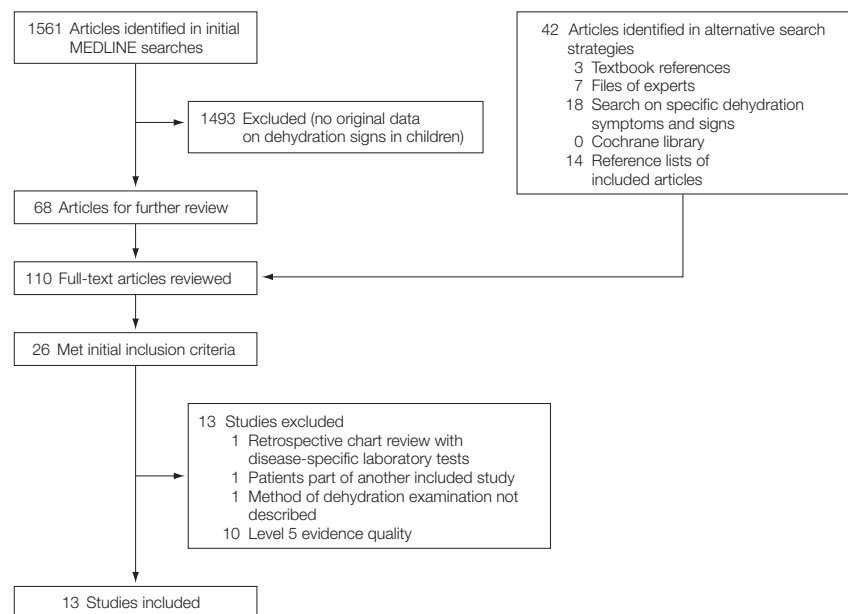 1561 Articles identified in initial
MEDLINE searches
42 Articles identified in alternative search
strategies
3 Textbook references
7 Files of experts
18 Search on specific dehydration
symptoms and signs
0 Cochrane library
14 Reference lists of
included articles
1493 Excluded (no original data
on dehydration signs in children)
68 Articles for further review
110 Full-text articles reviewed
26 Met initial inclusion criteria
13 Studies excluded
1 Retrospective chart review with
disease-specific laboratory tests
1 Patients part of another included study
1 Method of dehydration examination not
described
10 Level 5 evidence quality
13 Studies included